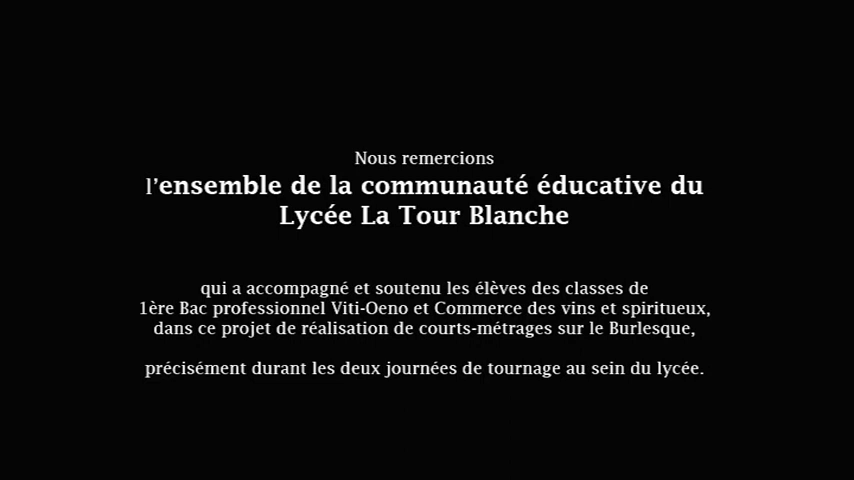 Nous remercions
l’ensemble de la communauté éducative du
Lycée La Tour Blanche
qui a accompagné et soutenu les élèves des classes de
1ère Bac professionnel Viti-Oeno et Commerce des vins et spiritueux,
dans ce projet de réalisation de courts-métrages sur le Burlesque,
précisément durant les deux journées de tournage au sein du lycée.